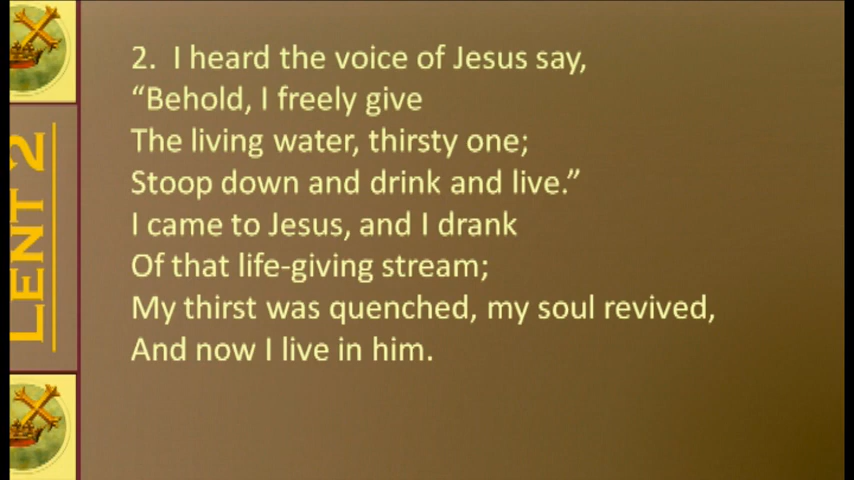 LENT 2
2. I heard the voice of Jesus say,
“Behold, I freely give
The living water, thirsty one;
Stoop down and drink and live.”
I came to Jesus, and I drank
Of that life-giving stream;
My thirst was quenched, my soul revived,
And now I live in him.